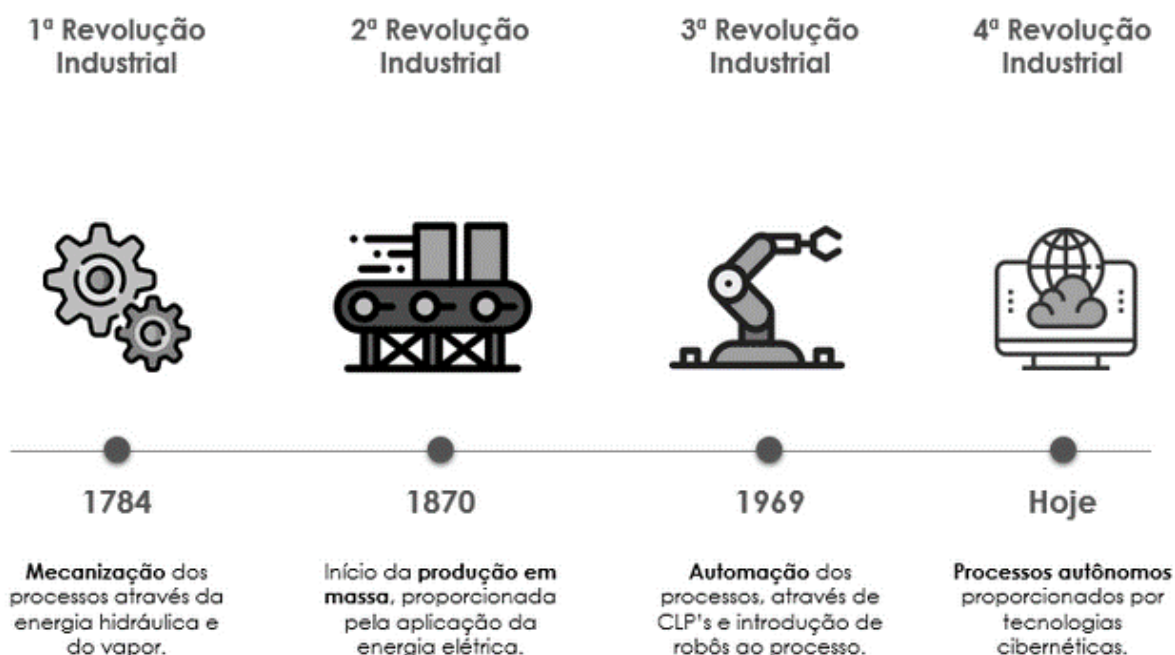 1ª Revolução
Industrial
2ª Revolução
Industrial
3ª Revolução
Industrial
4ª Revolução
Industrial
1784
1870
1969
Hoje
Mecanização dos
processos através da
energia hidráulica e
do vapor.
Início da produção em
massa, proporcionada
pela aplicação da
energia elétrica.
Automação dos
processos, através de
CLP's e introdução de
robôs ao processo.
Processos autônomos
proporcionados por
tecnologias
cibernéticas.